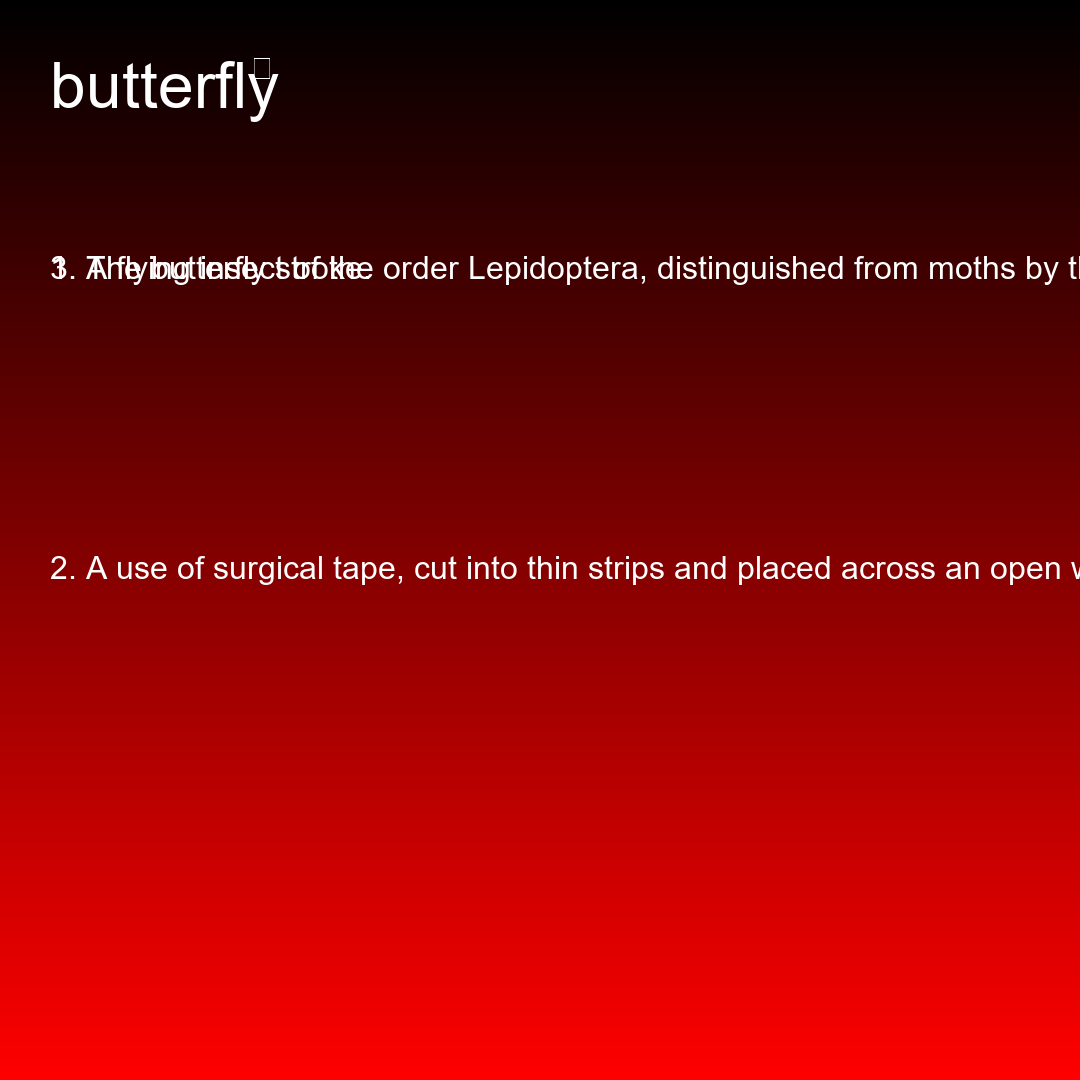 butterfly
1. A flying insect of the order Lepidoptera, distinguished from moths by
3. The butterfly stroke.
2. A use of surgical tape, cut into thin strips and placed across an open